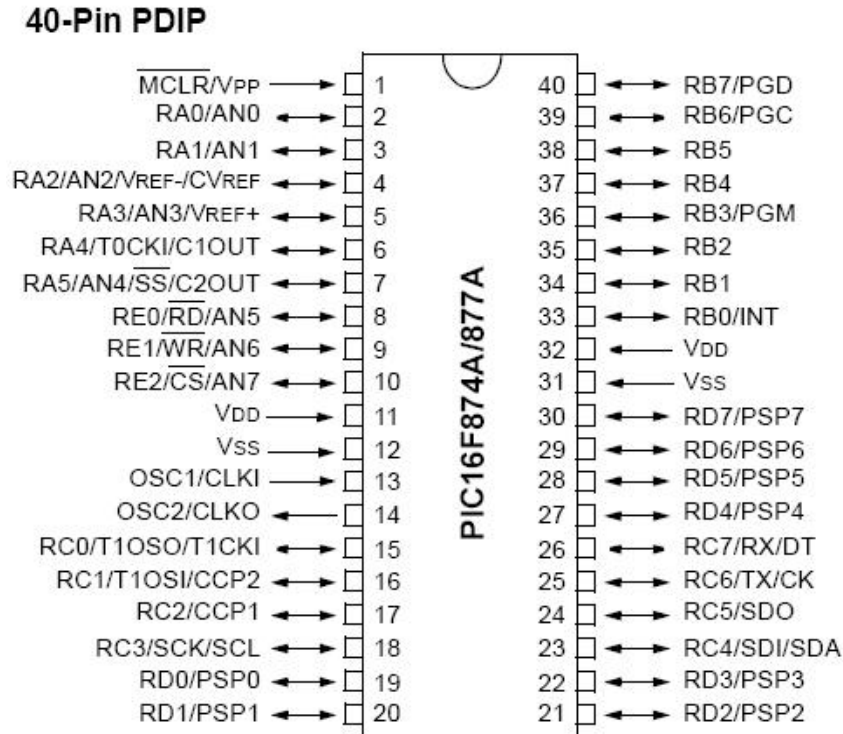 40-Pin PDIP
MCLR/VPP 1 40 RB7/PGD
RA0/AN0 2 39 RB6/PGC
RA1/AN1 3 38 RB5
RA2/AN2/VREF-/CVREF 4 37 RB4
RA3/AN3/VREF+ 5 36 RB3/PGM
RA4/T0CKI/C1OUT 6 35 RB2
RA5/AN4/SS/C2OUT 7 34 RB1
RE0/RD/AN5 8 33 RB0/INT
RE1/WR/AN6 9 32 VDD
RE2/CS/AN7 10 31 VSS
VDD 11 30 RD7/PSP7
VSS 12 29 RD6/PSP6
OSC1/CLKI 13 28 RD5/PSP5
OSC2/CLKO 14 27 RD4/PSP4
RC0/T1OSO/T1CKI 15 26 RC7/RX/DT
RC1/T1OSI/CCP2 16 25 RC6/TX/CK
RC2/CCP1 17 24 RC5/SDO
RC3/SCK/SCL 18 23 RC4/SDI/SDA
RD0/PSP0 19 22 RD3/PSP3
RD1/PSP1 20 21 RD2/PSP2
PIC16F874A/877A